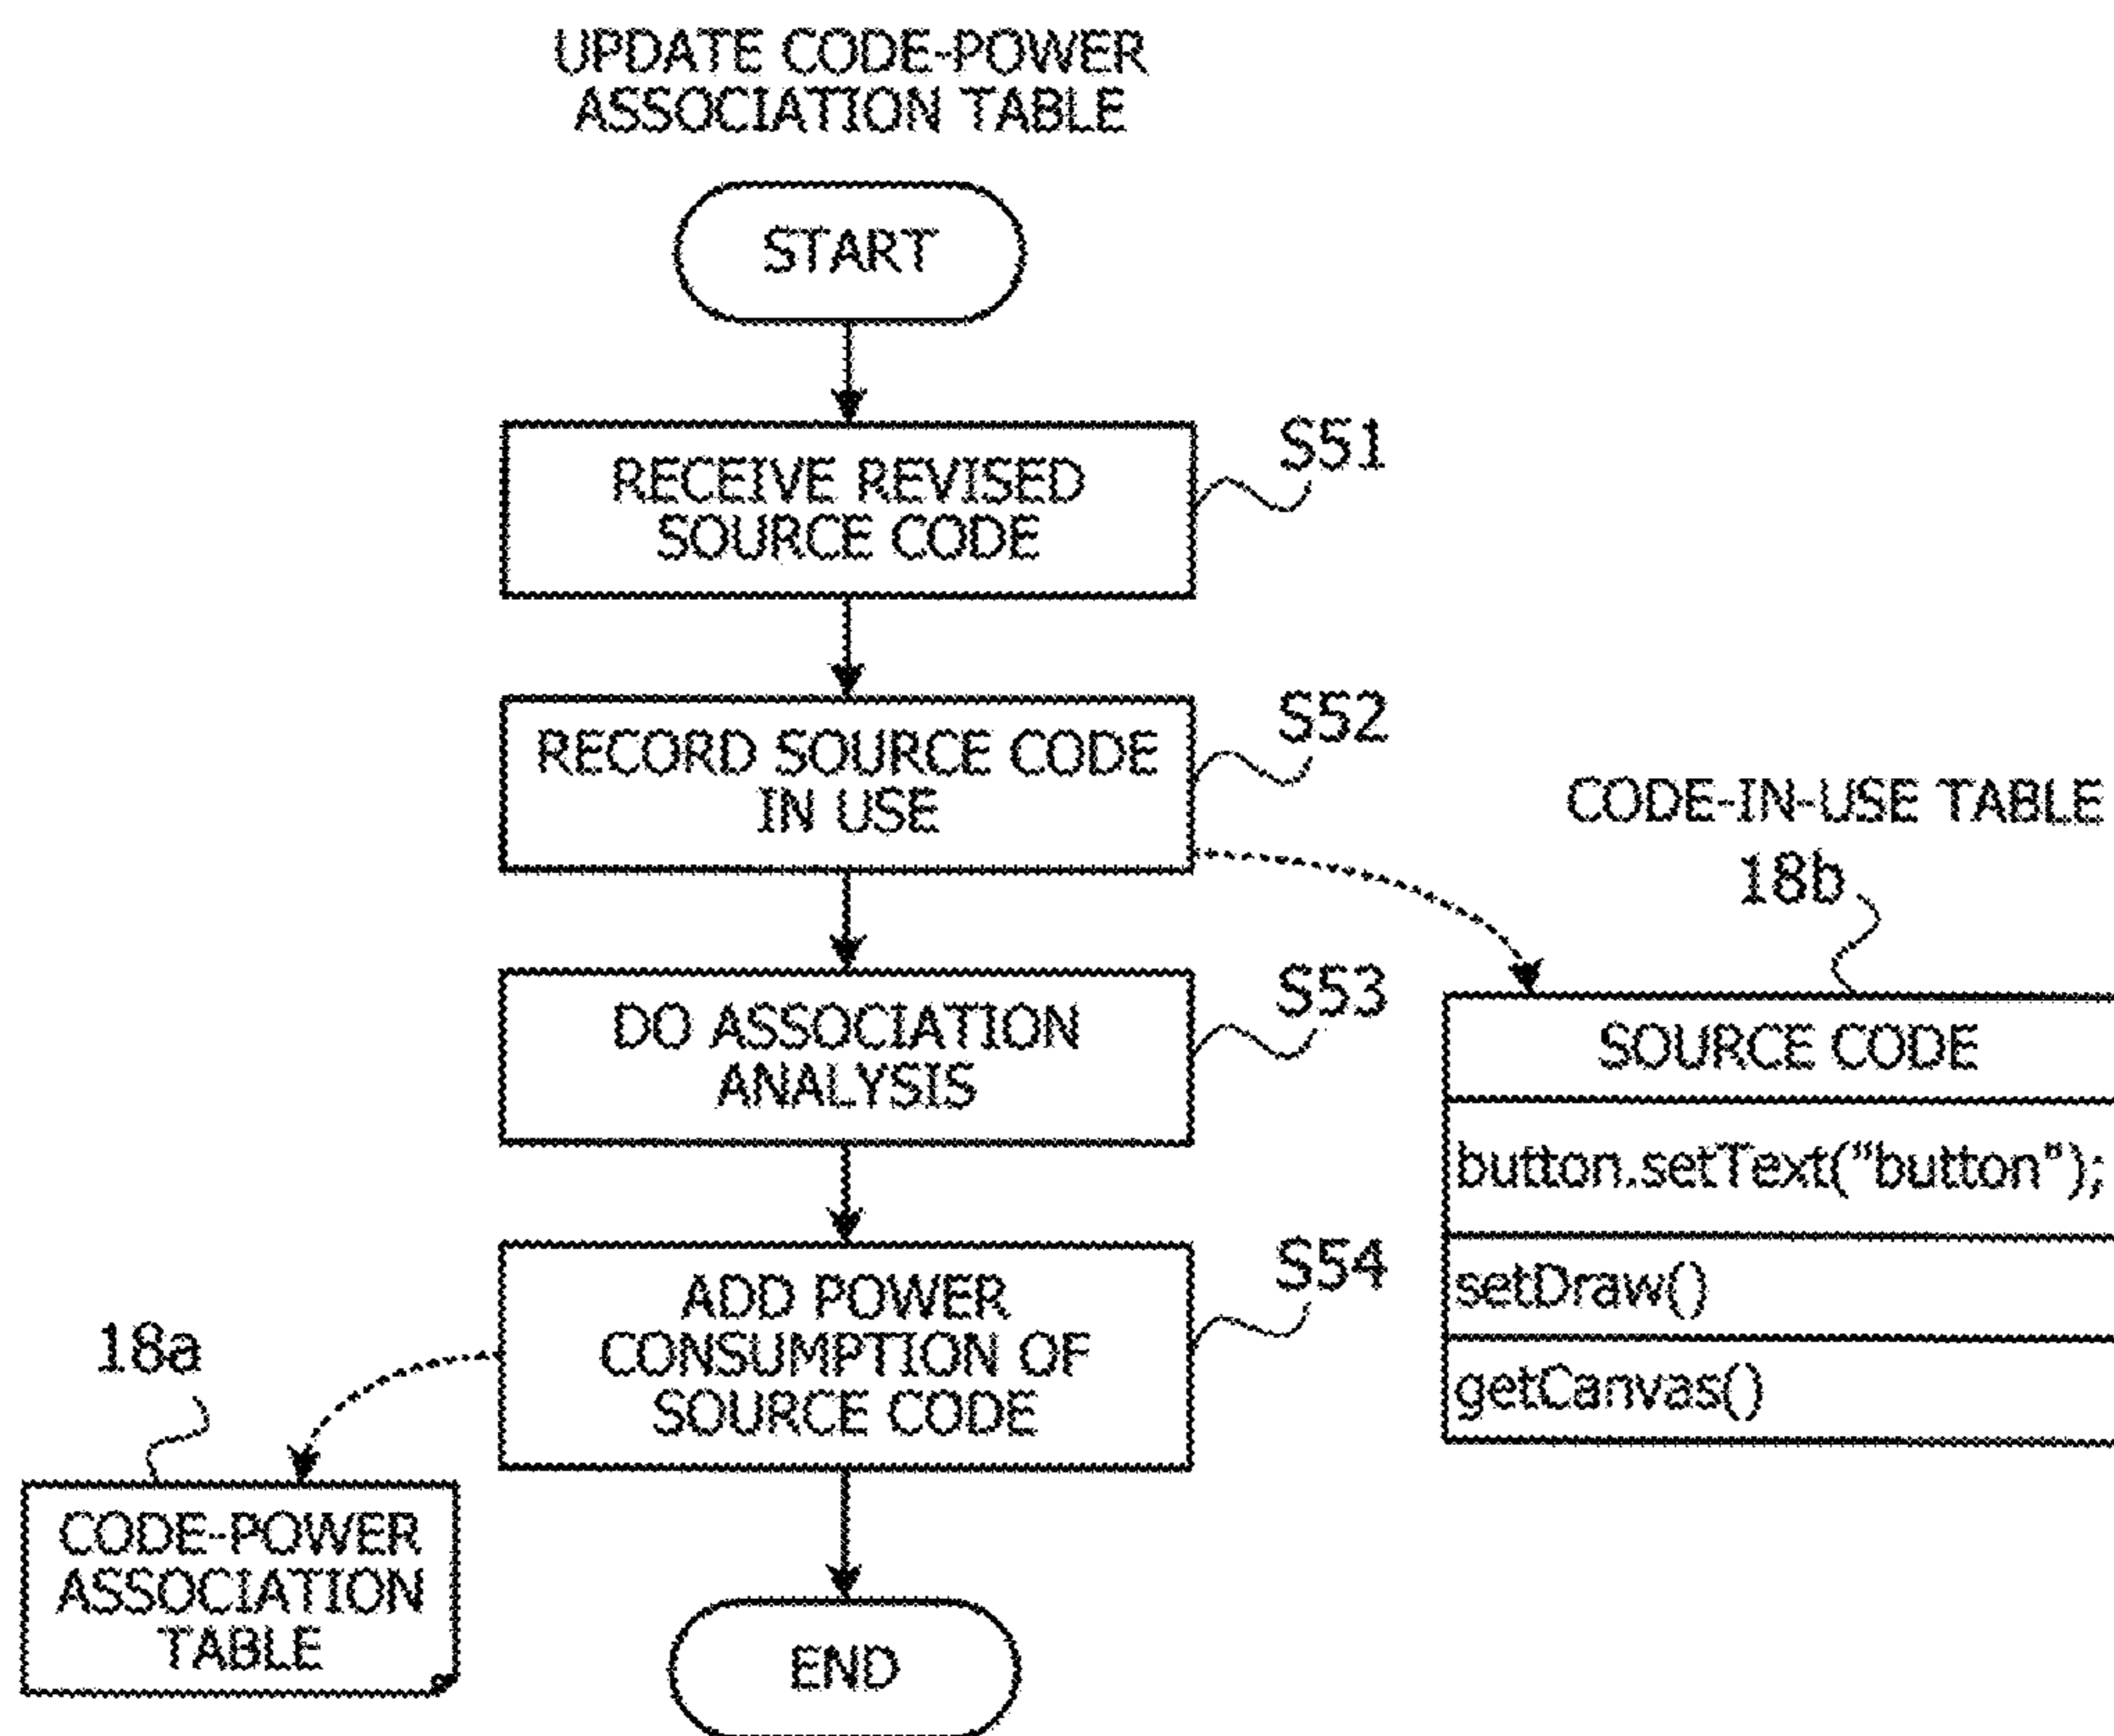 UPDATE CODE-POWER
ASSOCIATION TABLE
START
RECEIVE REVISED
SOURCE CODE
S51
RECORD SOURCE CODE
IN USE
S52
CODE-IN-USE TABLE
18b
SOURCE CODE
button.setText("button");
setDraw()
getCanvas()
DO ASSOCIATION
ANALYSIS
S53
ADD POWER
CONSUMPTION OF
SOURCE CODE
S54
18a
CODE-POWER
ASSOCIATION
TABLE
END